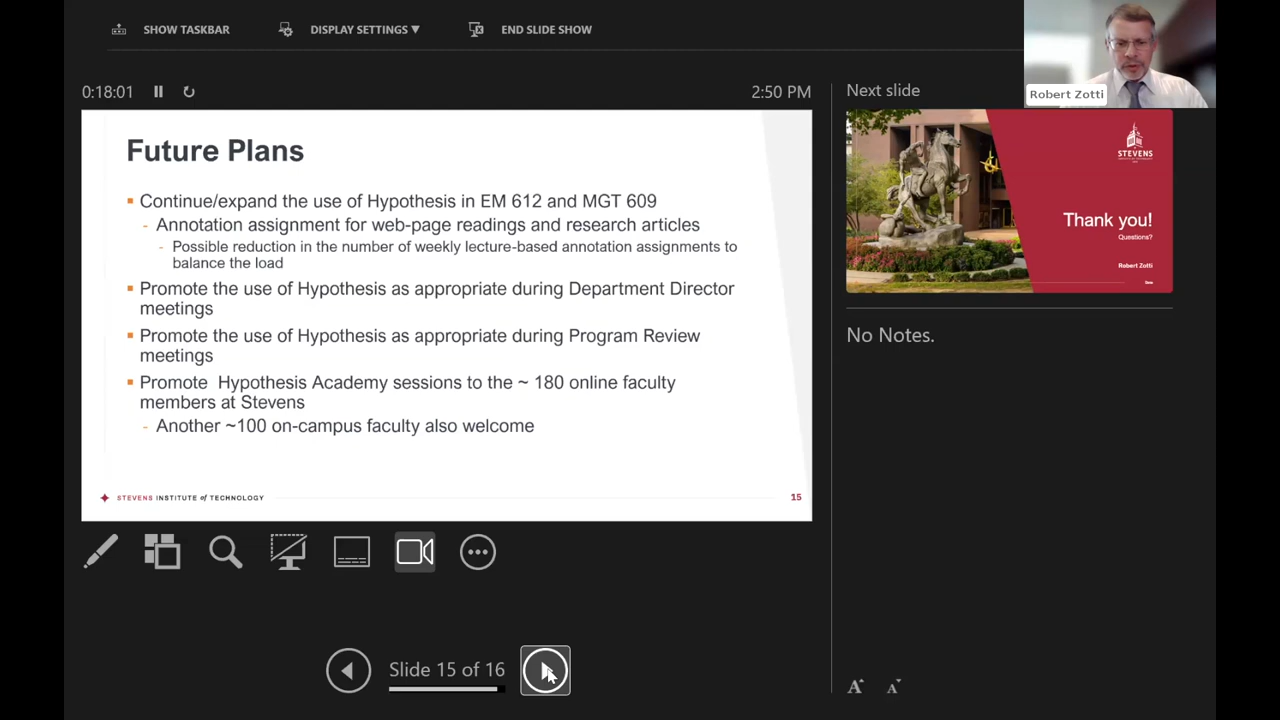 SHOW TASKBAR
DISPLAY SETTINGS ▼
END SLIDE SHOW
Robert Zotti
0:18:01
2:50 PM
Next slide
Future Plans
Continue/expand the use of Hypothesis in EM 612 and MGT 609
- Annotation assignment for web-page readings and research articles
- Possible reduction in the number of weekly lecture-based annotation assignments to
balance the load
Promote the use of Hypothesis as appropriate during Department Director
meetings
Promote the use of Hypothesis as appropriate during Program Review
meetings
Promote Hypothesis Academy sessions to the ~ 180 online faculty
members at Stevens
- Another ~100 on-campus faculty also welcome
STEVENS INSTITUTE of TECHNOLOGY
15
STEVENS
Thank you!
Questions?
Robert Zotti
No Notes.
Slide 15 of 16
A A